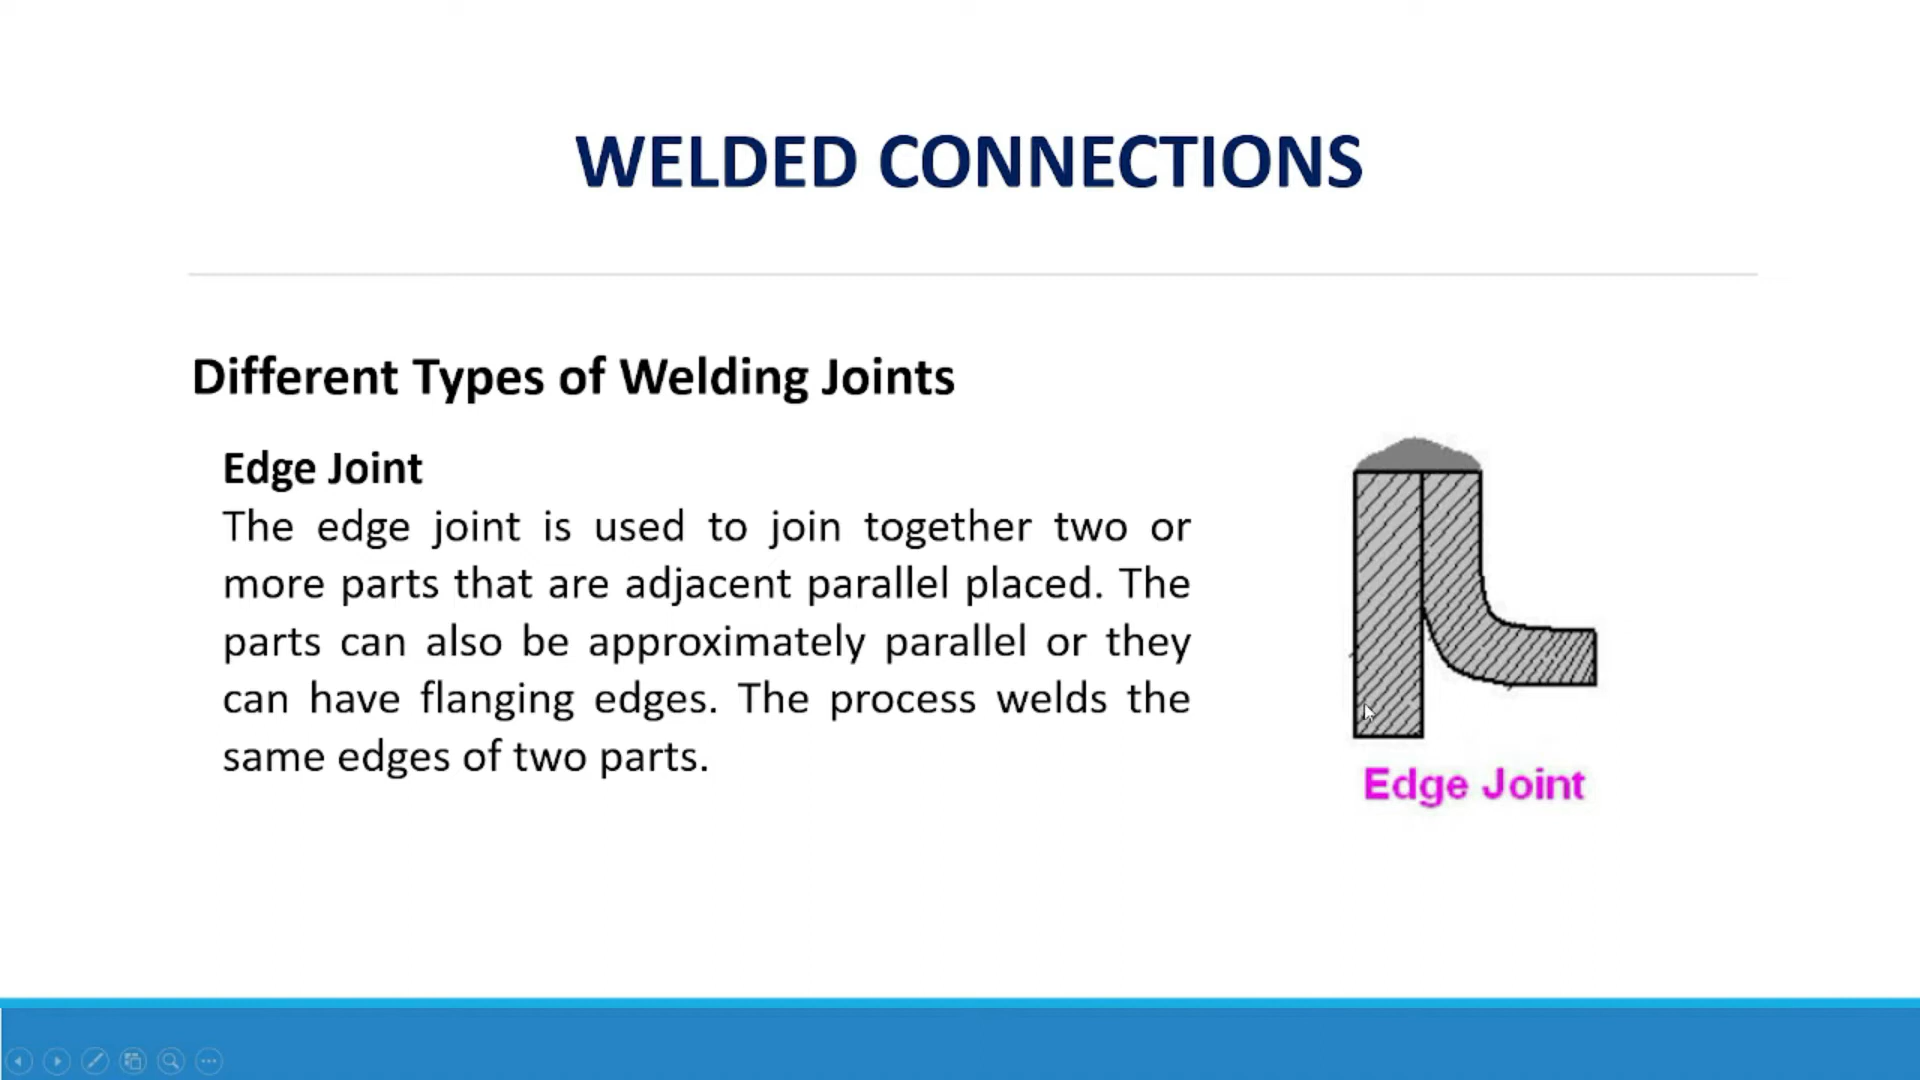 WELDED CONNECTIONS
Different Types of Welding Joints
Edge Joint
The edge joint is used to join together two or
more parts that are adjacent parallel placed. The
parts can also be approximately parallel or they
can have flanging edges. The process welds the
same edges of two parts.
Edge Joint